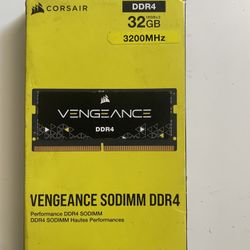 CORSAIR
DDR4
32GB
3200MHz
VENGEANCE
DDR4
VENGEANCE SODIMM DDR4
Performance DDR4 SODIMM
DDR4 SODIMM Hautes Performances